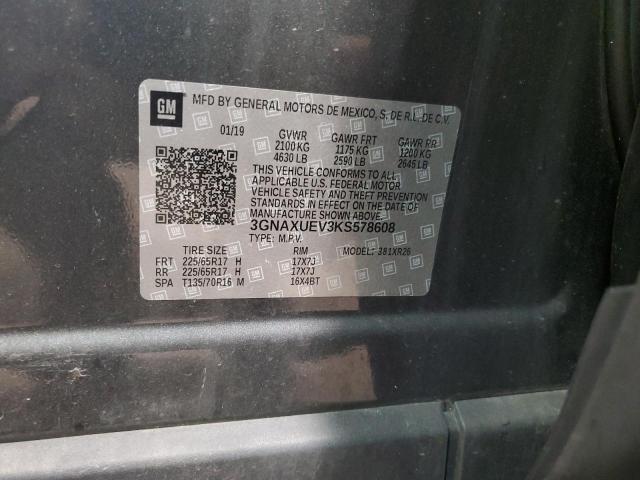 GM
MFD BY GENERAL MOTORS DE MEXICO, S. DE R.L. DE C.V.
01/19 GVWR GAWR FRT GAWR RR
2100 KG 1175 KG 1200 KG
4630 LB 2590 LB 2645 LB
THIS VEHICLE CONFORMS TO ALL
APPLICABLE U.S. FEDERAL MOTOR
VEHICLE SAFETY AND THEFT PREVENTION
STANDARDS IN EFFECT ON THE DATE OF
MANUFACTURE SHOWN ABOVE.
3GNAXUEV3KS578608
TYPE: M.P.V. MODEL: 381XR26
TIRE SIZE RIM
FRT 225/65R17 H 17X7J
RR 225/65R17 H 17X7J
SPA T135/70R16 M 16X4BT